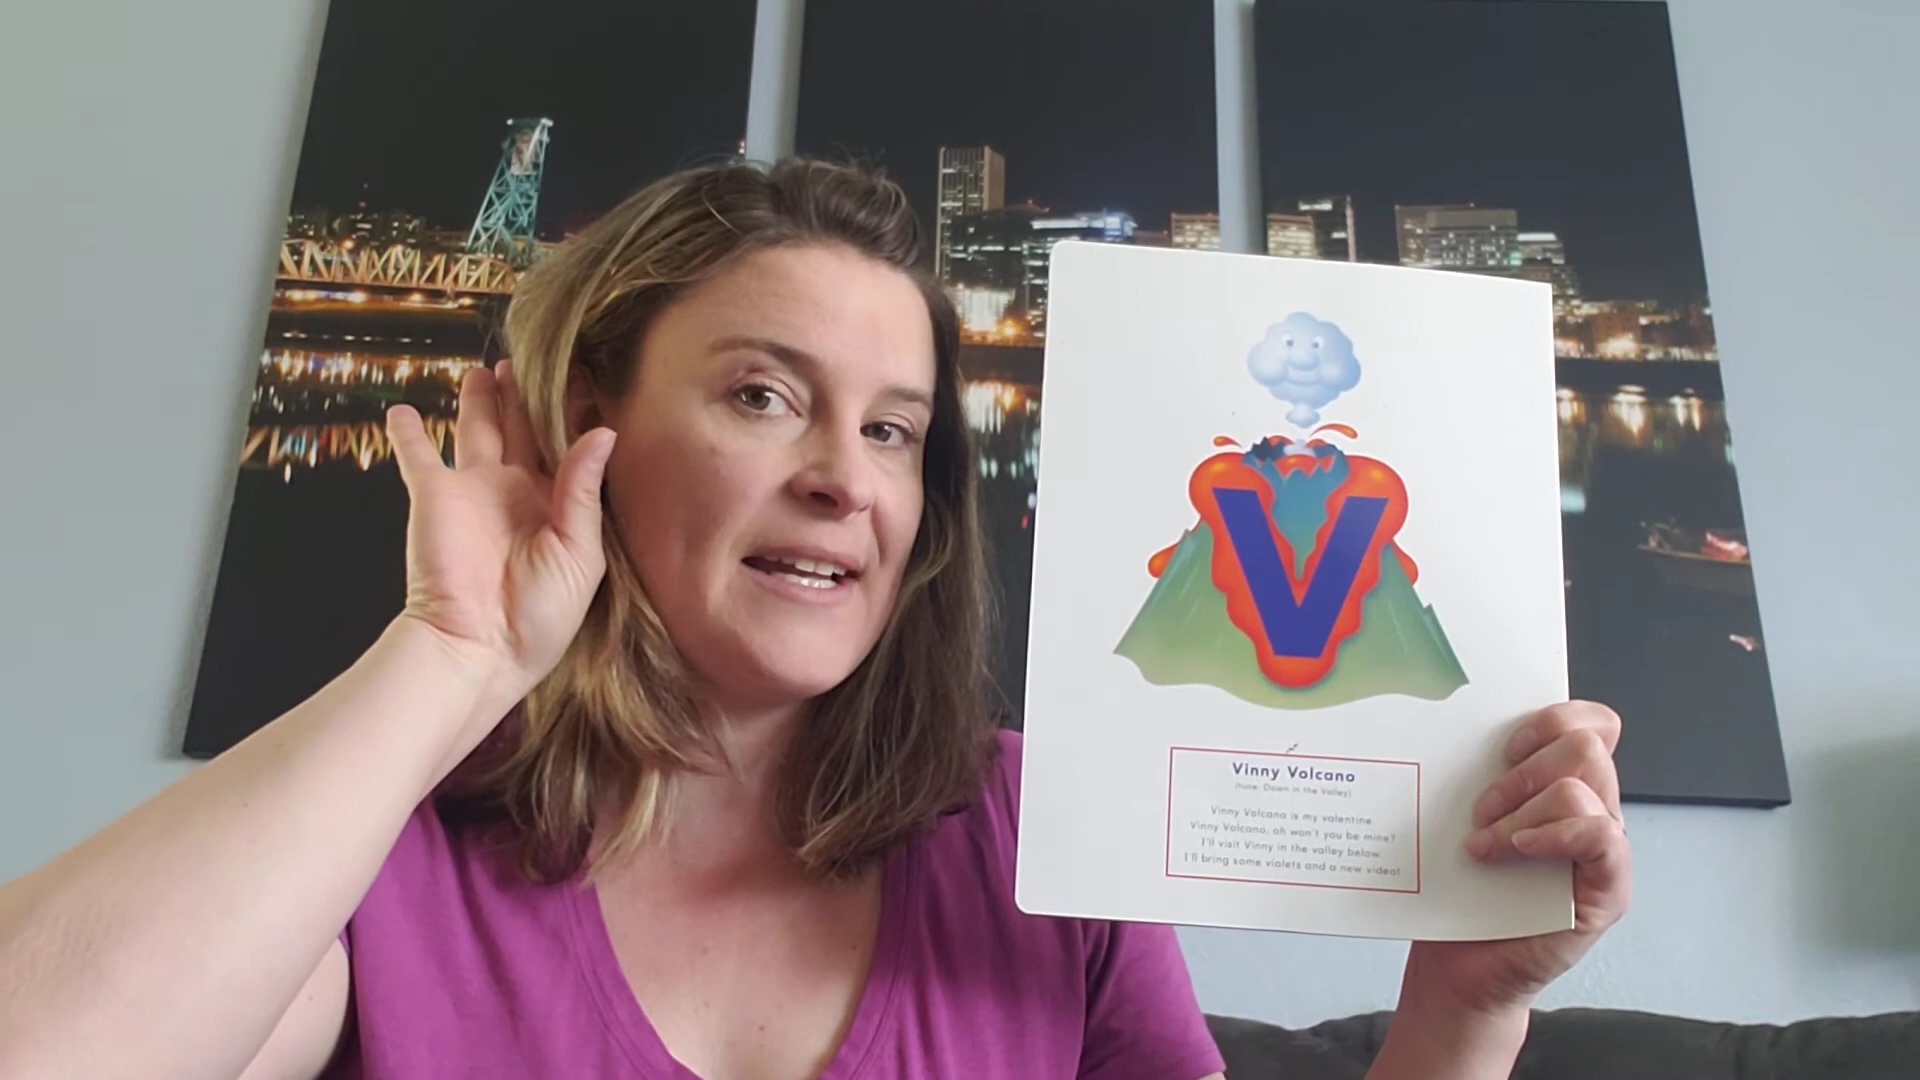 V
Vinny Volcano
(tune: Down in the Valley)
Vinny Volcano is my valentine
Vinny Volcano, oh won't you be mine?
I'll visit Vinny in the valley below.
I'll bring some violets and a new video!